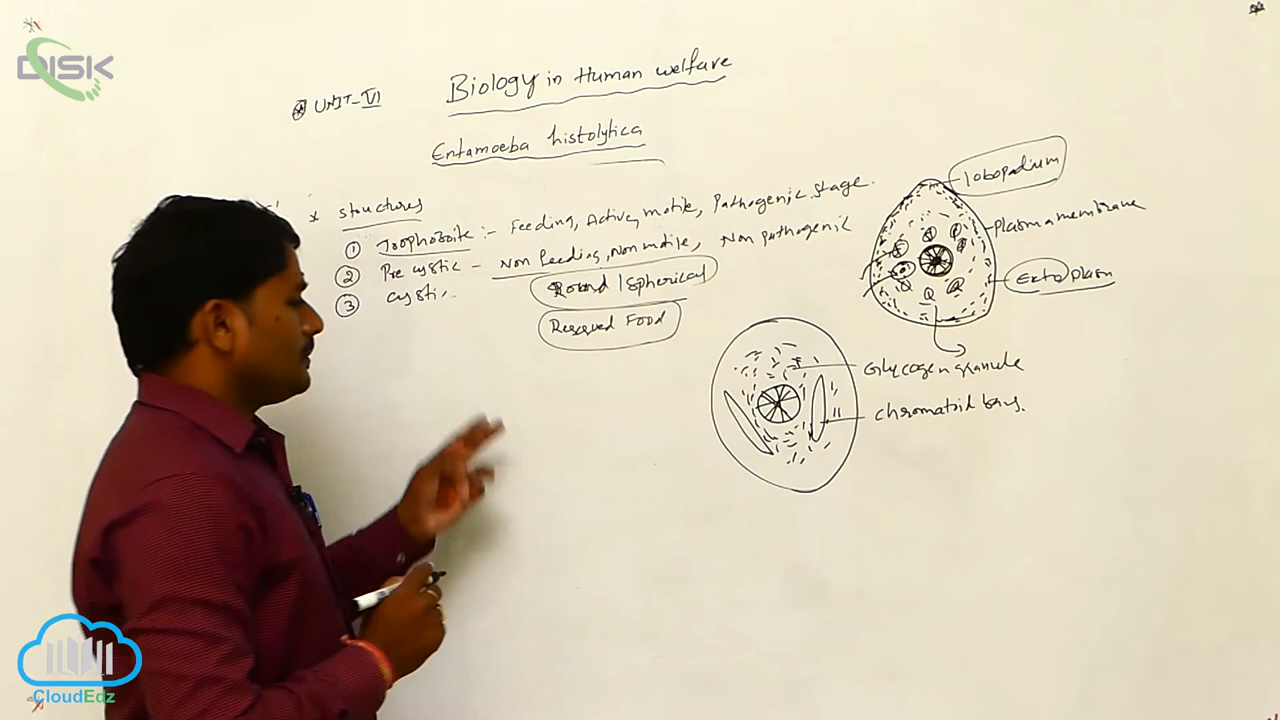 DISK
UNIT-VI
Biology in Human welfare
Entamoeba histolytica
* structures
① Trophozoite :- Feeding, Active, motile, Pathogenic stage.
② Pre cystic - Non feeding, Non motile, Non pathogenic
Round / Spherical
③ cystic
Reserved Food
lobopodium
Plasma membrane
Ectoplasm
Glycogen granule
chromatoid bars.
CloudEdz